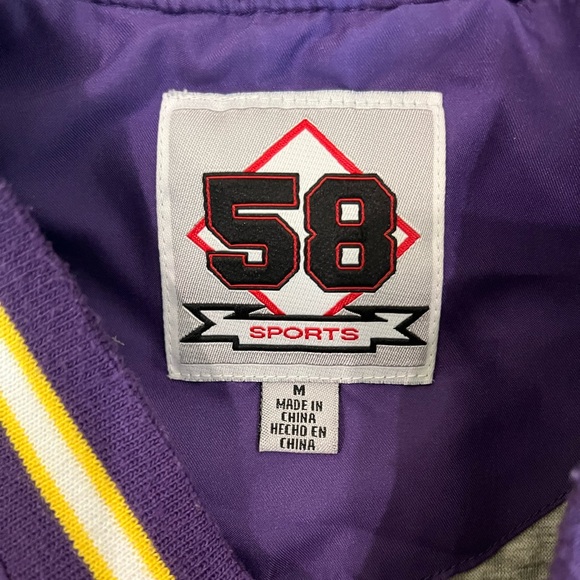 58
SPORTS
M
MADE IN
CHINA
HECHO EN
CHINA